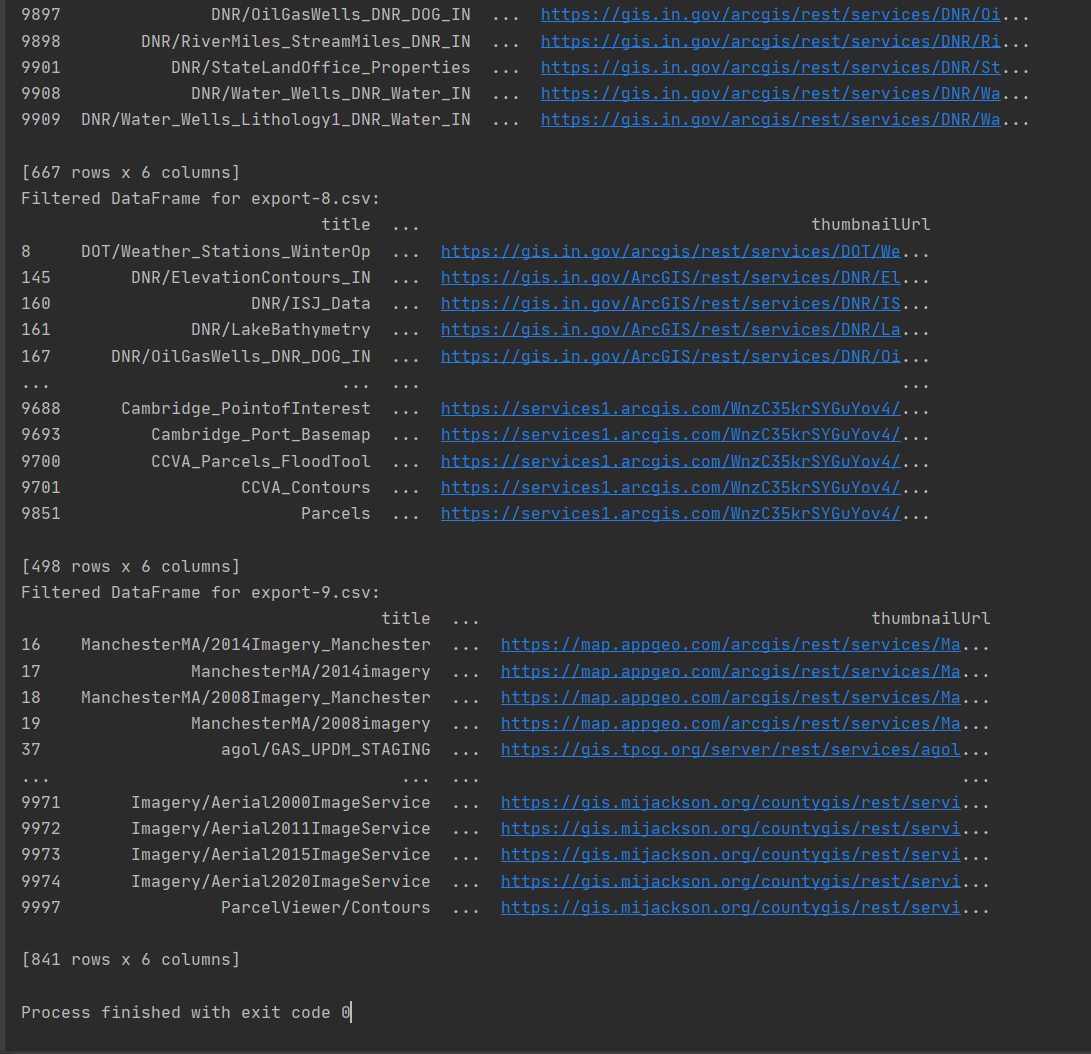 9897               DNR/OilGasWells_DNR_DOG_IN  ...  https://gis.in.gov/arcgis/rest/services/DNR/Oi...
9898        DNR/RiverMiles_StreamMiles_DNR_IN  ...  https://gis.in.gov/arcgis/rest/services/DNR/Ri...
9901           DNR/StateLandOffice_Properties  ...  https://gis.in.gov/arcgis/rest/services/DNR/St...
9908             DNR/Water_Wells_DNR_Water_IN  ...  https://gis.in.gov/arcgis/rest/services/DNR/Wa...
9909  DNR/Water_Wells_Lithology1_DNR_Water_IN  ...  https://gis.in.gov/arcgis/rest/services/DNR/Wa...
[667 rows x 6 columns]
Filtered DataFrame for export-8.csv:
                              title  ...                                       thumbnailUrl
8     DOT/Weather_Stations_WinterOp  ...  https://gis.in.gov/arcgis/rest/services/DOT/We...
145        DNR/ElevationContours_IN  ...  https://gis.in.gov/ArcGIS/rest/services/DNR/El...
160                    DNR/ISJ_Data  ...  https://gis.in.gov/ArcGIS/rest/services/DNR/IS...
161              DNR/LakeBathymetry  ...  https://gis.in.gov/ArcGIS/rest/services/DNR/La...
167      DNR/OilGasWells_DNR_DOG_IN  ...  https://gis.in.gov/ArcGIS/rest/services/DNR/Oi...
...                             ...  ...                                                ...
9688      Cambridge_PointofInterest  ...  https://services1.arcgis.com/WnzC35krSYGuYov4/...
9693         Cambridge_Port_Basemap  ...  https://services1.arcgis.com/WnzC35krSYGuYov4/...
9700         CCVA_Parcels_FloodTool  ...  https://services1.arcgis.com/WnzC35krSYGuYov4/...
9701                  CCVA_Contours  ...  https://services1.arcgis.com/WnzC35krSYGuYov4/...
9851                        Parcels  ...  https://services1.arcgis.com/WnzC35krSYGuYov4/...
[498 rows x 6 columns]
Filtered DataFrame for export-9.csv:
                                    title  ...                                       thumbnailUrl
16    ManchesterMA/2014Imagery_Manchester  ...  https://map.appgeo.com/arcgis/rest/services/Ma...
17               ManchesterMA/2014imagery  ...  https://map.appgeo.com/arcgis/rest/services/Ma...
18    ManchesterMA/2008Imagery_Manchester  ...  https://map.appgeo.com/arcgis/rest/services/Ma...
19               ManchesterMA/2008imagery  ...  https://map.appgeo.com/arcgis/rest/services/Ma...
37                  agol/GAS_UPDM_STAGING  ...  https://gis.tpcg.org/server/rest/services/agol...
...                                   ...  ...                                                ...
9971       Imagery/Aerial2000ImageService  ...  https://gis.mijackson.org/countygis/rest/servi...
9972       Imagery/Aerial2011ImageService  ...  https://gis.mijackson.org/countygis/rest/servi...
9973       Imagery/Aerial2015ImageService  ...  https://gis.mijackson.org/countygis/rest/servi...
9974       Imagery/Aerial2020ImageService  ...  https://gis.mijackson.org/countygis/rest/servi...
9997                ParcelViewer/Contours  ...  https://gis.mijackson.org/countygis/rest/servi...
[841 rows x 6 columns]
Process finished with exit code 0